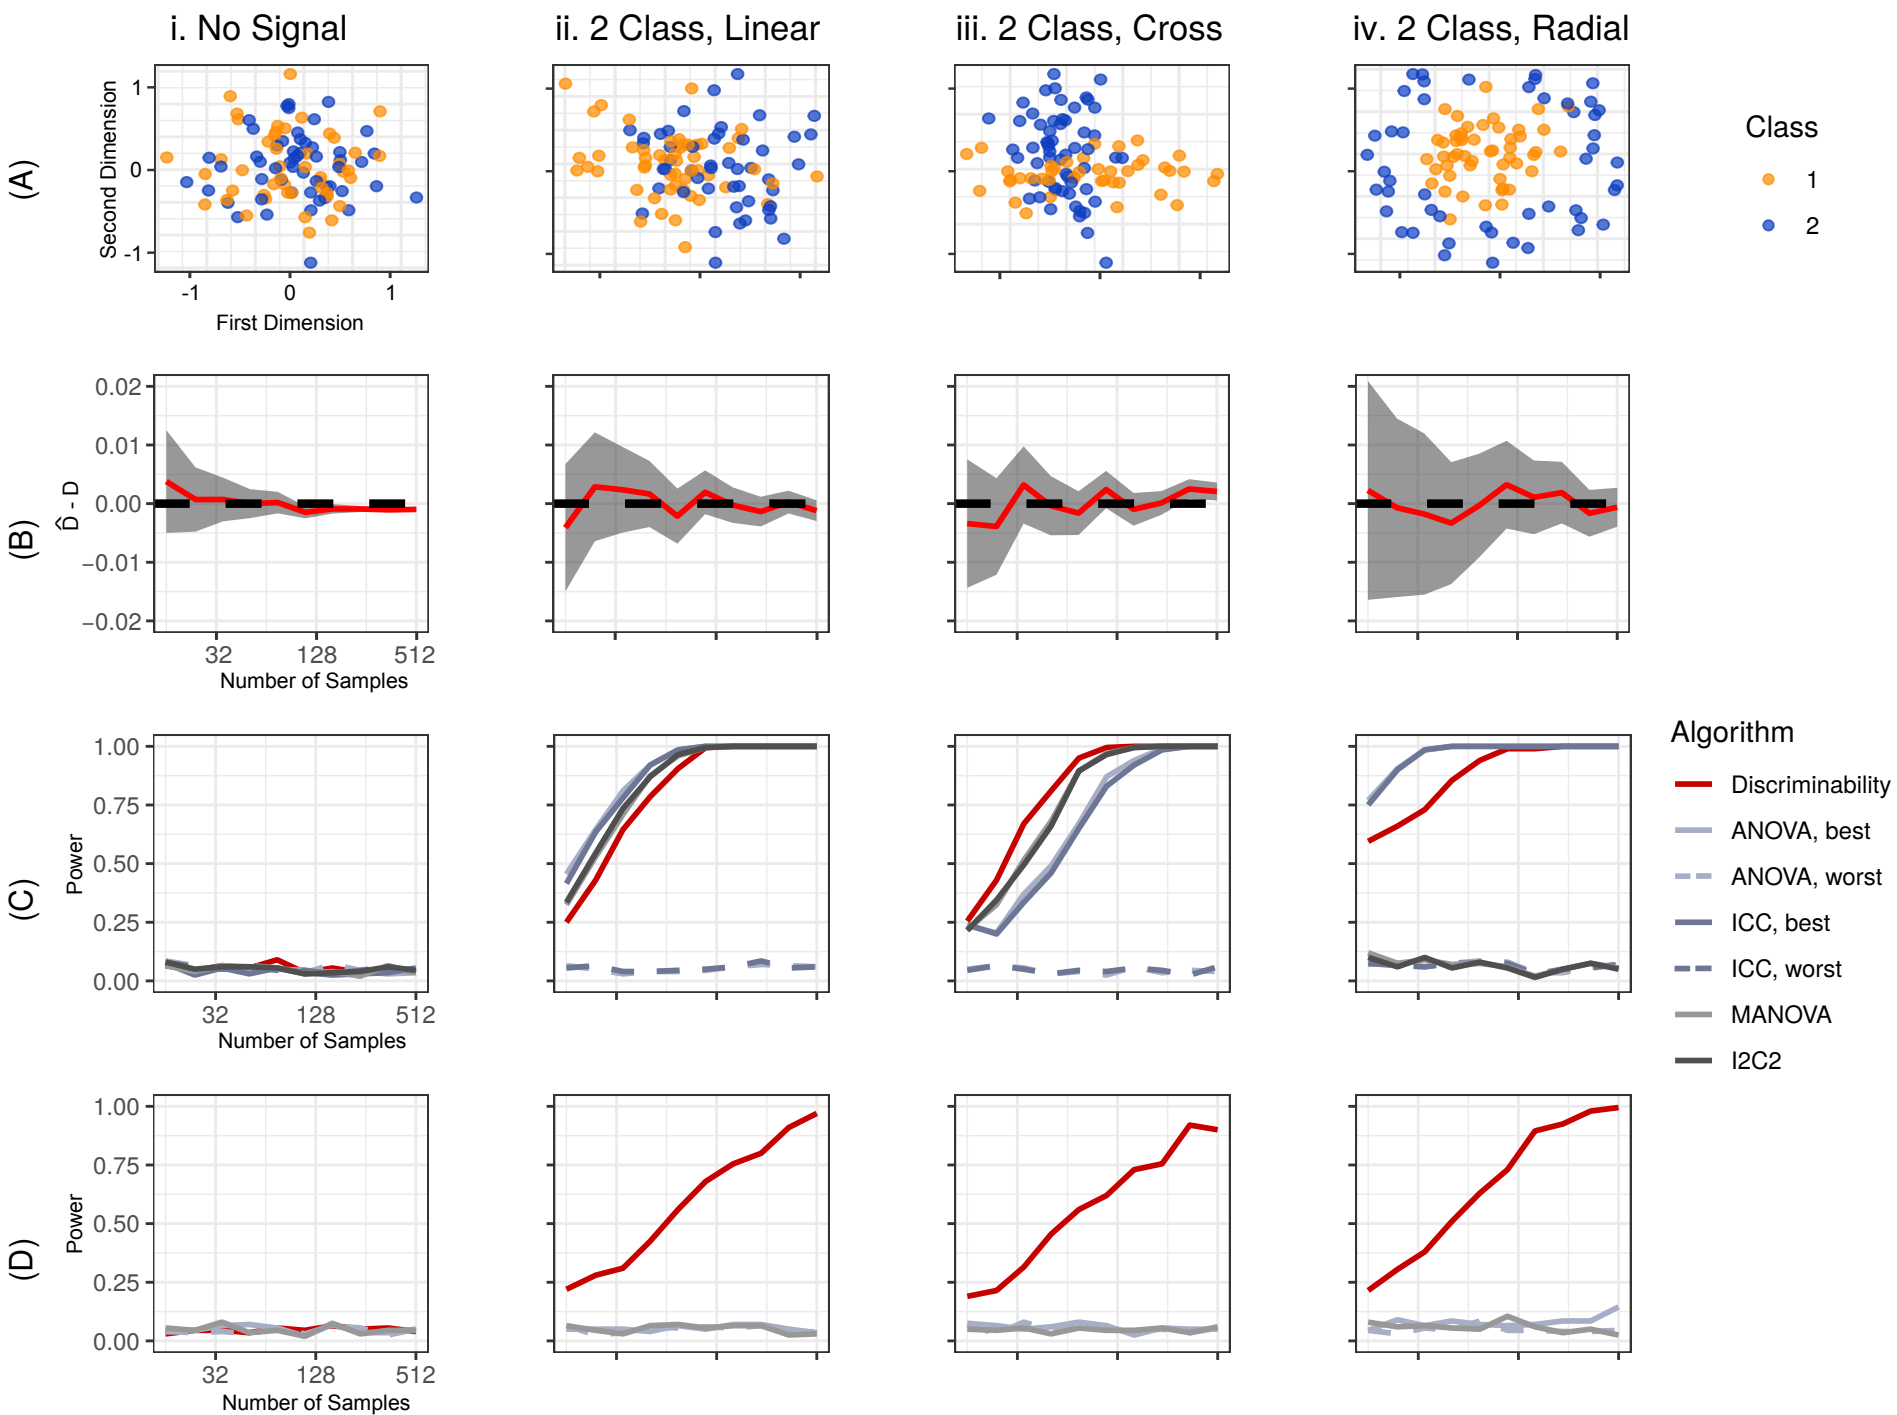 i. No Signal
ii. 2 Class, Linear
iii. 2 Class, Cross
iv. 2 Class, Radial
(A)
Second Dimension
1
0
-1
-1 0 1
First Dimension
Class
1
2
(B)
D̂ - D
0.02
0.01
0.00
−0.01
−0.02
32 128 512
Number of Samples
(C)
Power
1.00
0.75
0.50
0.25
0.00
32 128 512
Number of Samples
Algorithm
Discriminability
ANOVA, best
ANOVA, worst
ICC, best
ICC, worst
MANOVA
I2C2
(D)
Power
1.00
0.75
0.50
0.25
0.00
32 128 512
Number of Samples